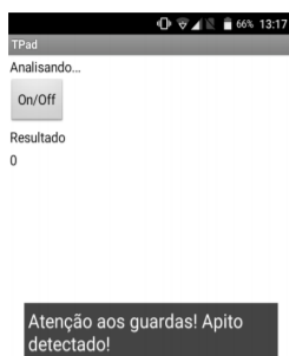 66% 13:17
TPad
Analisando...
On/Off
Resultado
0
Atenção aos guardas! Apito
detectado!